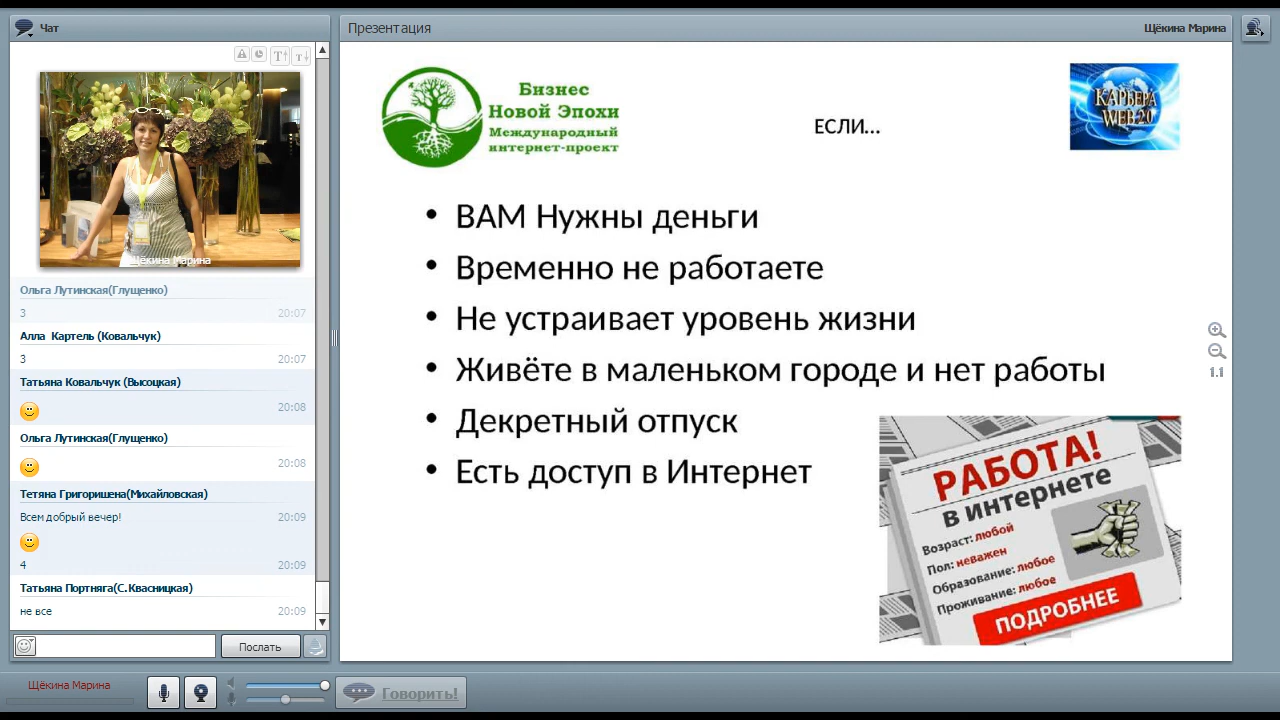 Чат
Щёкина Марина
Ольга Лутинская(Глущенко)
3 20:07
Алла Картель (Ковальчук)
3 20:07
Татьяна Ковальчук (Высоцкая)
20:08
Ольга Лутинская(Глущенко)
20:08
Тетяна Григоришена(Михайловская)
Всем добрый вечер! 20:09
4 20:09
Татьяна Портняга(С.Квасницкая)
не все 20:09
Послать
Щёкина Марина
Говорить!
Презентация
Щёкина Марина
Бизнес
Новой Эпохи
Международный
интернет-проект
ЕСЛИ...
КАРЬЕРА
WEB 2.0
• ВАМ Нужны деньги
• Временно не работаете
• Не устраивает уровень жизни
• Живёте в маленьком городе и нет работы
• Декретный отпуск
• Есть доступ в Интернет
РАБОТА!
в интернете
Возраст: любой
Пол: неважен
Образование: любое
Проживание: любое
ПОДРОБНЕЕ
1:1